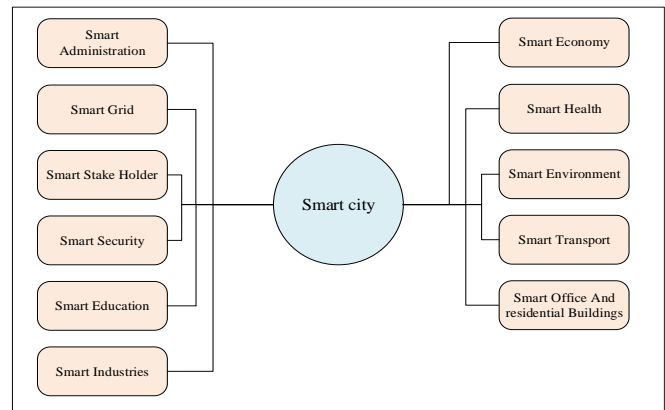 Smart
Administration
Smart Grid
Smart Stake Holder
Smart Security
Smart Education
Smart Industries
Smart city
Smart Economy
Smart Health
Smart Environment
Smart Transport
Smart Office And
residential Buildings